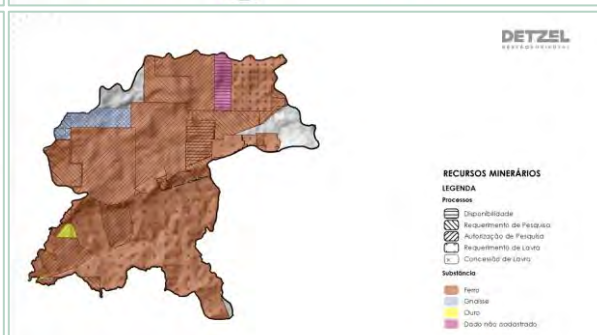 DETZEL
RECURSOS MINERÁRIOS
LEGENDA
Processos
Disponibilidade
Requerimento de Pesquisa
Autorização de Pesquisa
Requerimento de Lavra
Concessão de Lavra
Substância
Ferro
Gnaisse
Ouro
Dado não cadastrado